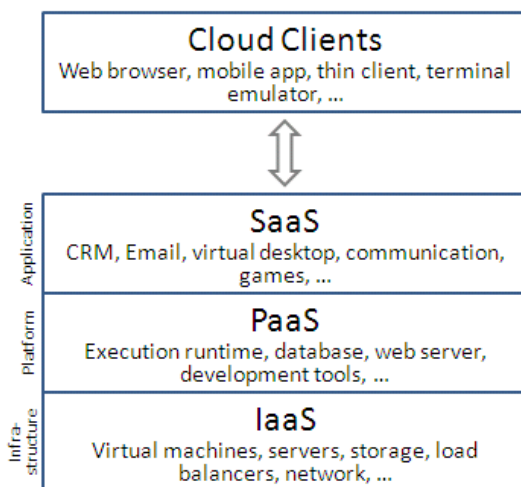 Cloud Clients
Web browser, mobile app, thin client, terminal
emulator, ...
Application
SaaS
CRM, Email, virtual desktop, communication,
games, ...
Platform
PaaS
Execution runtime, database, web server,
development tools, ...
Infra-
structure
IaaS
Virtual machines, servers, storage, load
balancers, network, ...